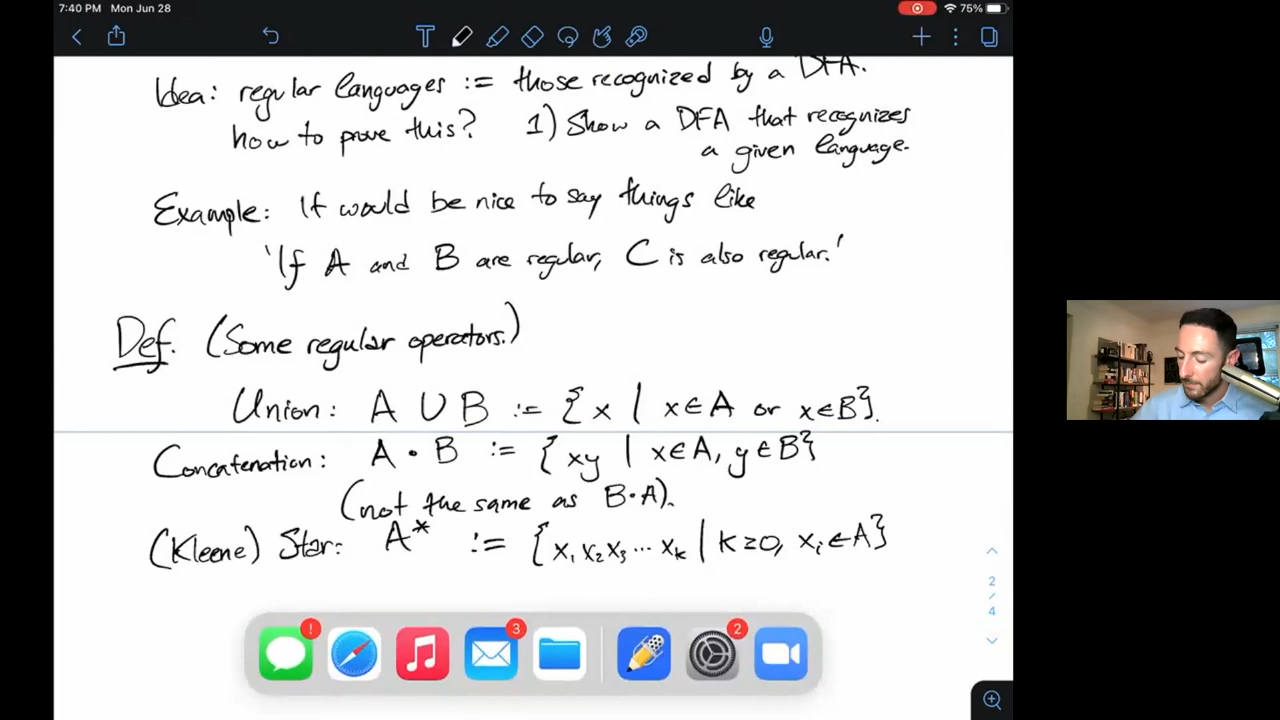 7:40 PM Mon Jun 28
75%
T
Idea: regular languages := those recognized by a DFA.
how to prove this? 1) Show a DFA that recognizes
a given language.
Example: It would be nice to say things like
'If A and B are regular, C is also regular.'
Def. (Some regular operators.)
Union: A ∪ B := {x | x∈A or x∈B}.
Concatenation: A • B := {xy | x∈A, y∈B}
(not the same as B•A).
(Kleene) Star: A* := {x₁x₂x₃...xₖ | k≥0, xᵢ∈A}
2
/
4
! 3 2